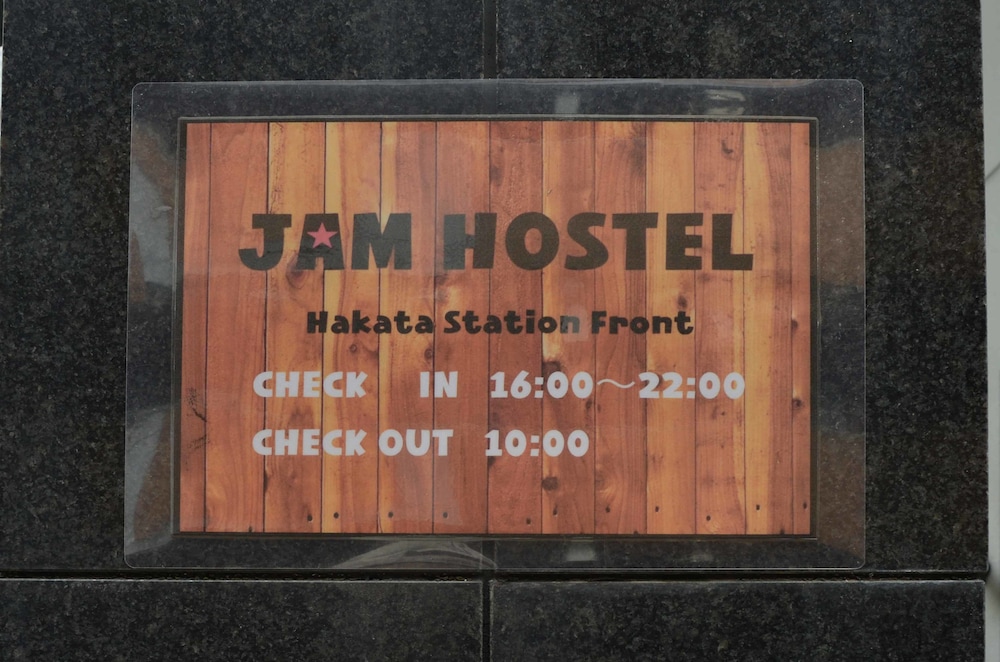 JAM HOSTEL
Hakata Station Front
CHECK IN 16:00～22:00
CHECK OUT 10:00